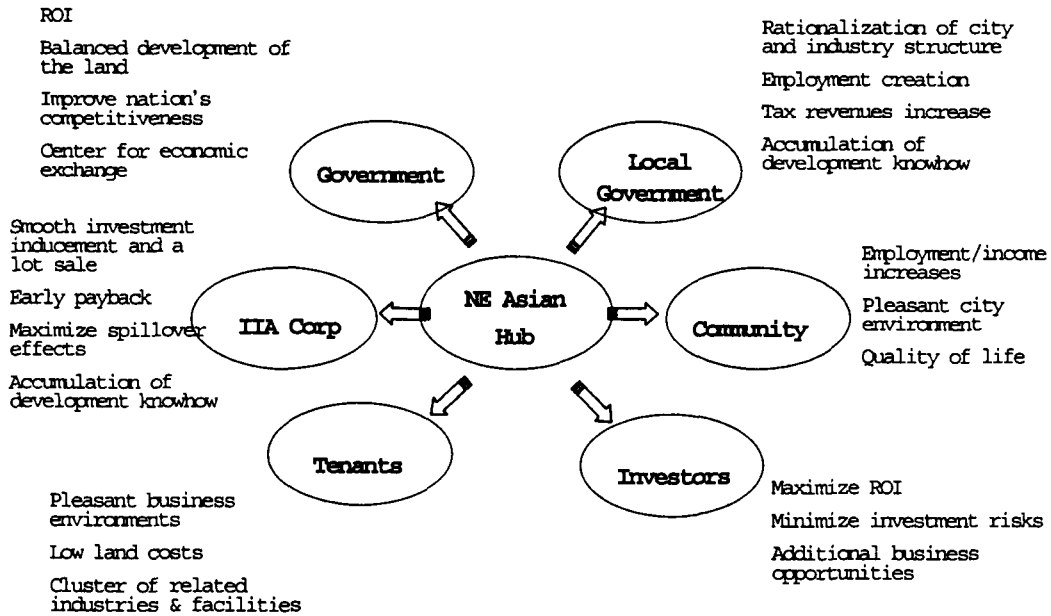 ROI
Balanced development of
the land
Improve nation's
competitiveness
Center for economic
exchange
Government
Rationalization of city
and industry structure
Employment creation
Tax revenues increase
Accumulation of
development knowhow
Local
Government
Smooth investment
inducement and a
lot sale
Early payback
Maximize spillover
effects
Accumulation of
development knowhow
IIA Corp
NE Asian
Hub
Community
Employment/income
increases
Pleasant city
environment
Quality of life
Tenants
Pleasant business
environments
Low land costs
Cluster of related
industries & facilities
Investors
Maximize ROI
Minimize investment risks
Additional business
opportunities